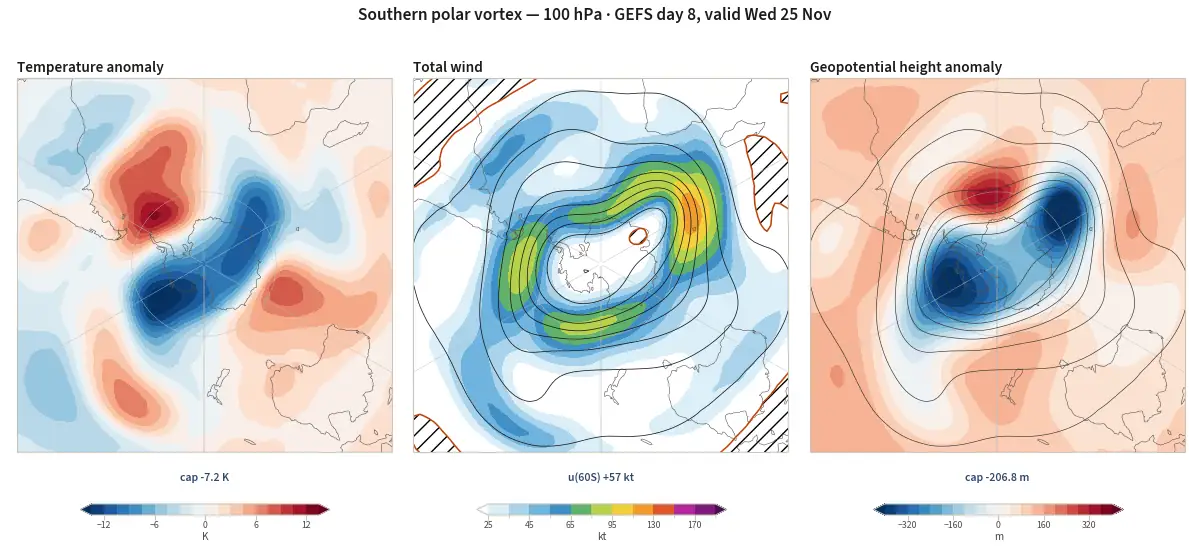 Southern polar vortex — 100 hPa · GEFS day 8, valid Wed 25 Nov
Temperature anomaly
Total wind
Geopotential height anomaly
cap -7.2 K
u(60S) +57 kt
cap -206.8 m
−12 −6 0 6 12
K
25 45 65 95 130 170
kt
−320 −160 0 160 320
m